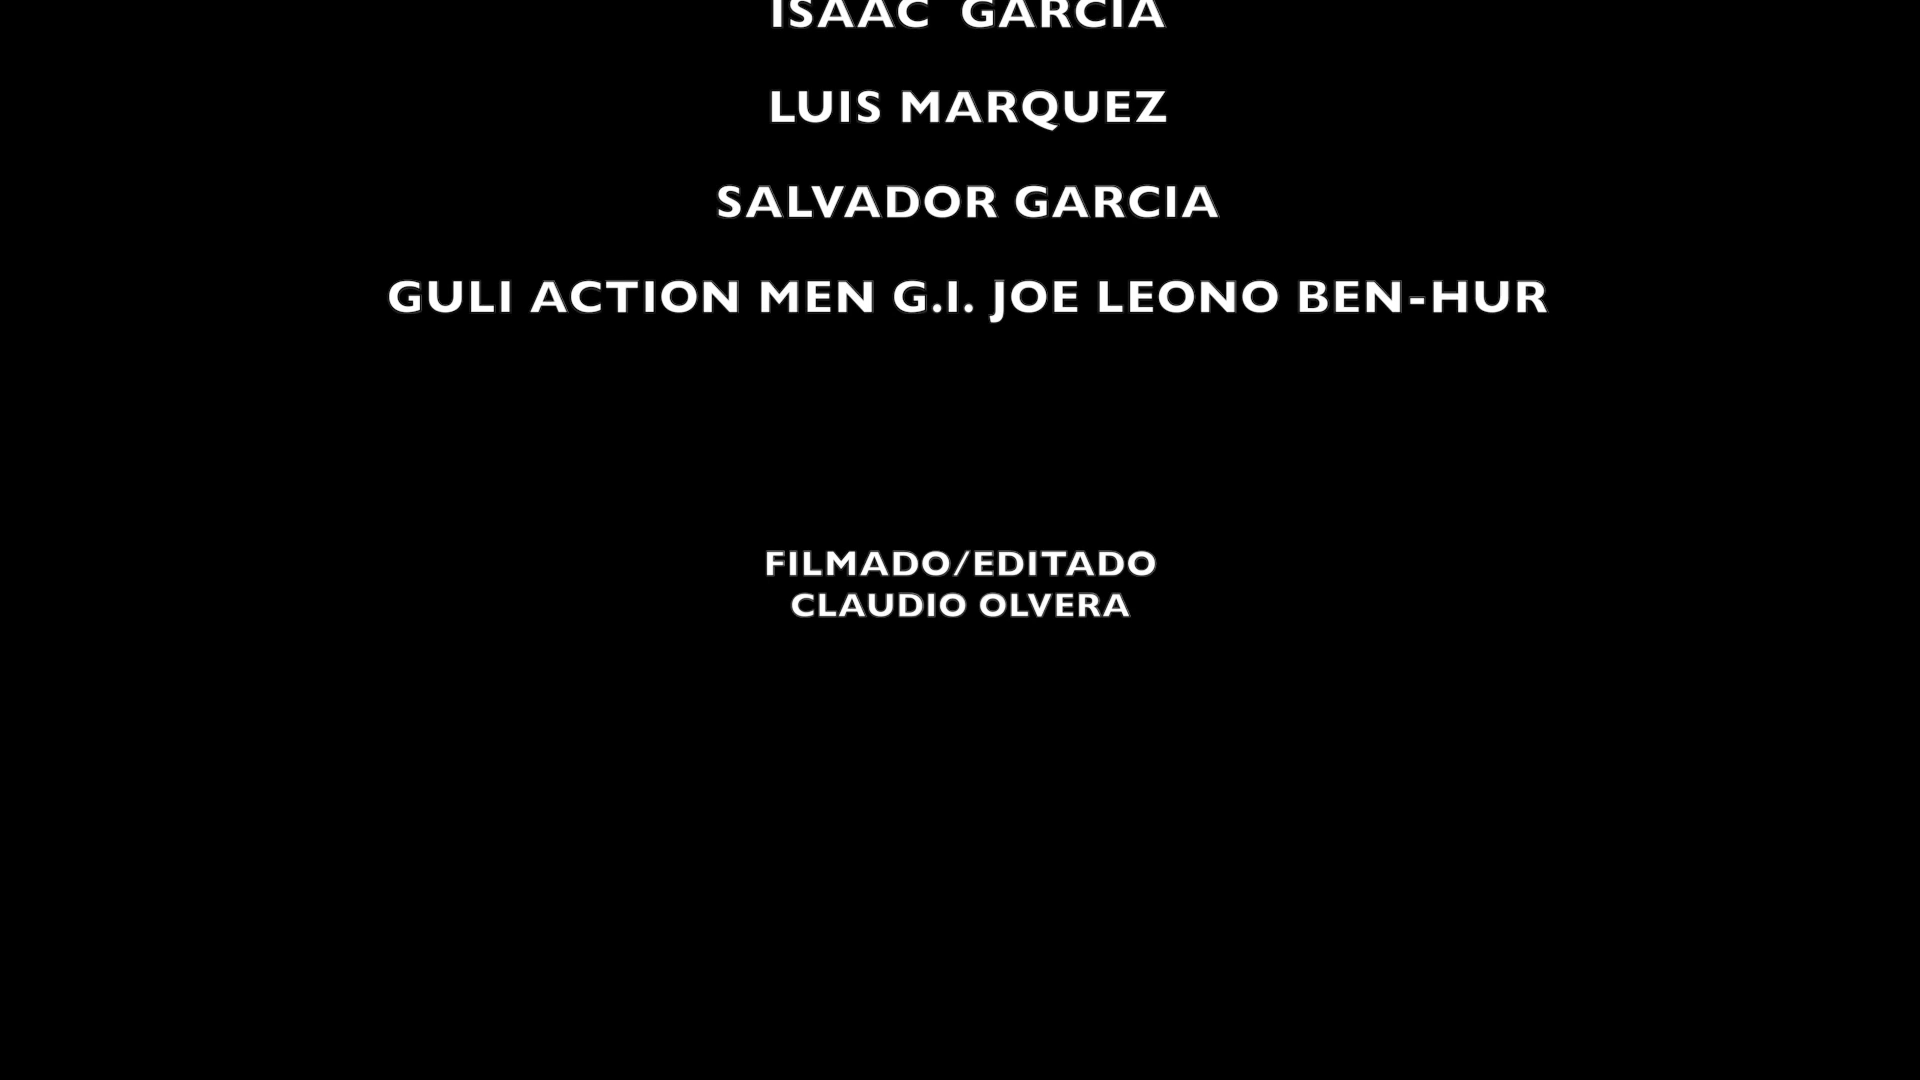 ISAAC  GARCIA
LUIS MARQUEZ
SALVADOR GARCIA
GULI ACTION MEN G.I. JOE LEONO BEN-HUR
FILMADO/EDITADO
CLAUDIO OLVERA